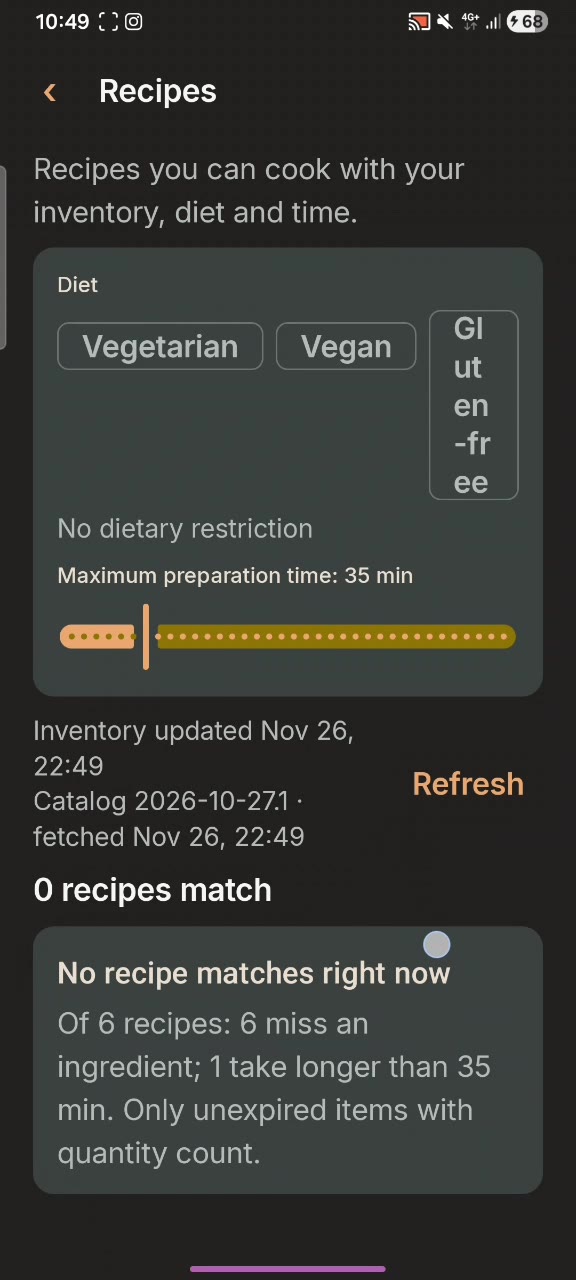 10:49
4G+
68
Recipes
Recipes you can cook with your
inventory, diet and time.
Diet
Vegetarian
Vegan
Gl
ut
en
-fr
ee
No dietary restriction
Maximum preparation time: 35 min
Inventory updated Nov 26,
22:49
Catalog 2026-10-27.1 ·
fetched Nov 26, 22:49
Refresh
0 recipes match
No recipe matches right now
Of 6 recipes: 6 miss an
ingredient; 1 take longer than 35
min. Only unexpired items with
quantity count.